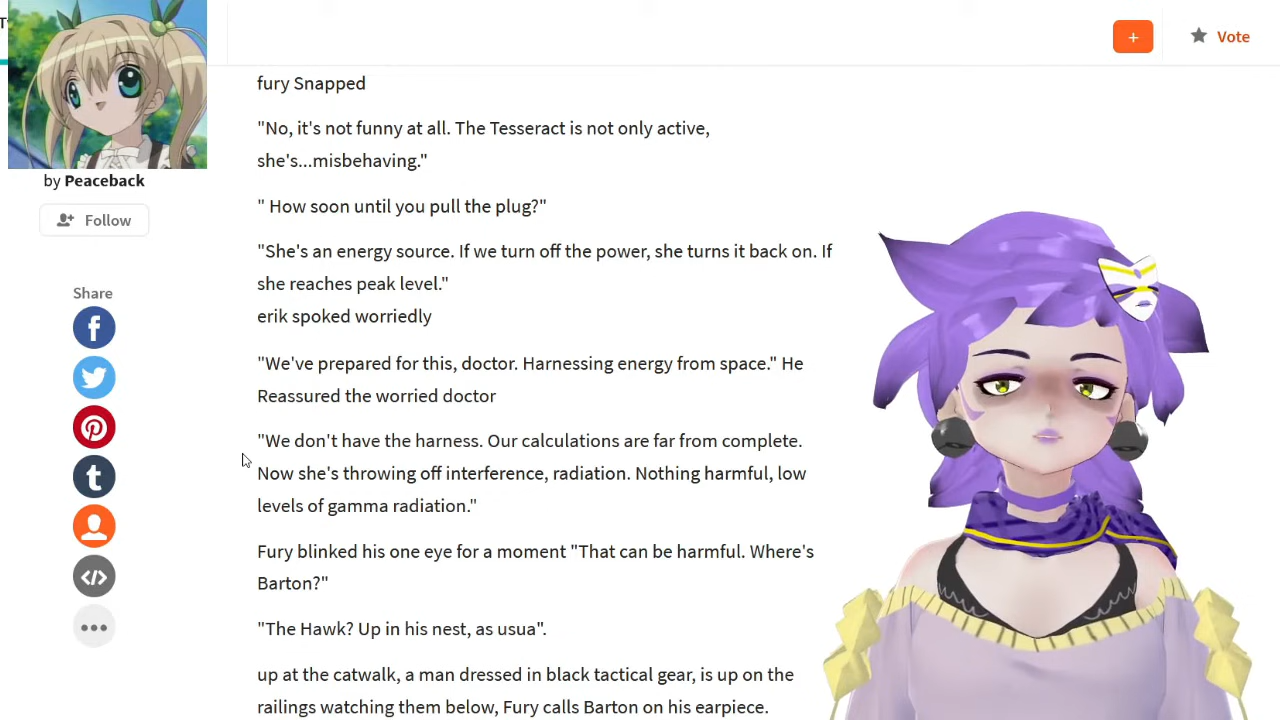 T
+
Vote
by Peaceback
Follow
Share
fury Snapped
"No, it's not funny at all. The Tesseract is not only active,
she's...misbehaving."
" How soon until you pull the plug?"
"She's an energy source. If we turn off the power, she turns it back on. If
she reaches peak level."
erik spoked worriedly
"We've prepared for this, doctor. Harnessing energy from space." He
Reassured the worried doctor
"We don't have the harness. Our calculations are far from complete.
Now she's throwing off interference, radiation. Nothing harmful, low
levels of gamma radiation."
Fury blinked his one eye for a moment "That can be harmful. Where's
Barton?"
"The Hawk? Up in his nest, as usua".
up at the catwalk, a man dressed in black tactical gear, is up on the
railings watching them below, Fury calls Barton on his earpiece.